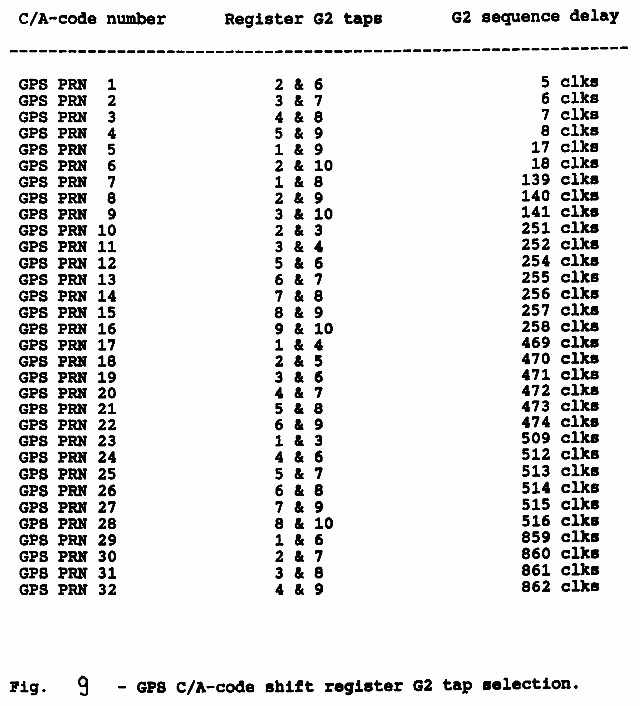 C/A-code number Register G2 taps G2 sequence delay
GPS PRN 1 2 & 6 5 clks
GPS PRN 2 3 & 7 6 clks
GPS PRN 3 4 & 8 7 clks
GPS PRN 4 5 & 9 8 clks
GPS PRN 5 1 & 9 17 clks
GPS PRN 6 2 & 10 18 clks
GPS PRN 7 1 & 8 139 clks
GPS PRN 8 2 & 9 140 clks
GPS PRN 9 3 & 10 141 clks
GPS PRN 10 2 & 3 251 clks
GPS PRN 11 3 & 4 252 clks
GPS PRN 12 5 & 6 254 clks
GPS PRN 13 6 & 7 255 clks
GPS PRN 14 7 & 8 256 clks
GPS PRN 15 8 & 9 257 clks
GPS PRN 16 9 & 10 258 clks
GPS PRN 17 1 & 4 469 clks
GPS PRN 18 2 & 5 470 clks
GPS PRN 19 3 & 6 471 clks
GPS PRN 20 4 & 7 472 clks
GPS PRN 21 5 & 8 473 clks
GPS PRN 22 6 & 9 474 clks
GPS PRN 23 1 & 3 509 clks
GPS PRN 24 4 & 6 512 clks
GPS PRN 25 5 & 7 513 clks
GPS PRN 26 6 & 8 514 clks
GPS PRN 27 7 & 9 515 clks
GPS PRN 28 8 & 10 516 clks
GPS PRN 29 1 & 6 859 clks
GPS PRN 30 2 & 7 860 clks
GPS PRN 31 3 & 8 861 clks
GPS PRN 32 4 & 9 862 clks
Fig. 9 - GPS C/A-code shift register G2 tap selection.